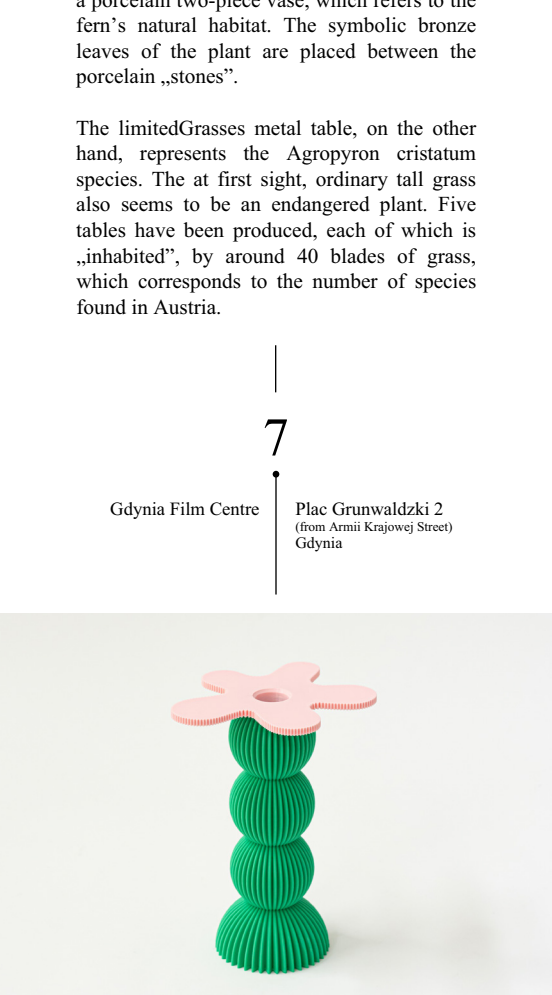 a porcelain two-piece vase, which refers to the
fern's natural habitat. The symbolic bronze
leaves of the plant are placed between the
porcelain „stones”.
The limitedGrasses metal table, on the other
hand, represents the Agropyron cristatum
species. The at first sight, ordinary tall grass
also seems to be an endangered plant. Five
tables have been produced, each of which is
„inhabited”, by around 40 blades of grass,
which corresponds to the number of species
found in Austria.
7
Gdynia Film Centre
Plac Grunwaldzki 2
(from Armii Krajowej Street)
Gdynia